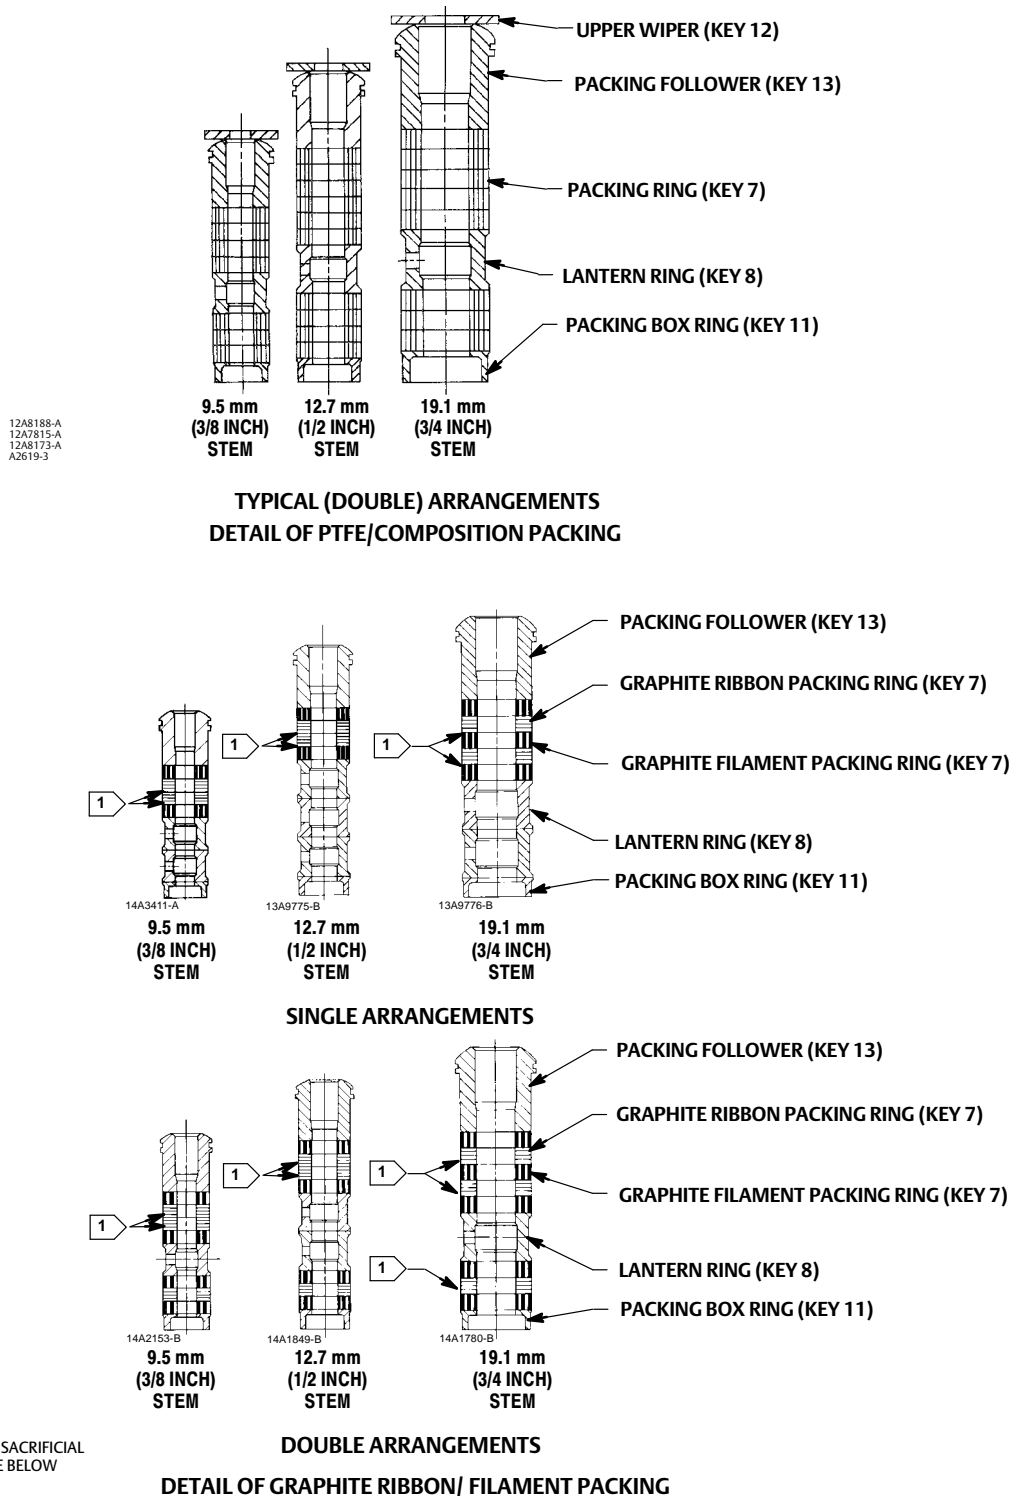 UPPER WIPER (KEY 12)
PACKING FOLLOWER (KEY 13)
PACKING RING (KEY 7)
LANTERN RING (KEY 8)
PACKING BOX RING (KEY 11)
9.5 mm
(3/8 INCH)
STEM
12.7 mm
(1/2 INCH)
STEM
19.1 mm
(3/4 INCH)
STEM
12A8188-A
12A7815-A
12A8173-A
A2619-3
TYPICAL (DOUBLE) ARRANGEMENTS
DETAIL OF PTFE/COMPOSITION PACKING
PACKING FOLLOWER (KEY 13)
GRAPHITE RIBBON PACKING RING (KEY 7)
1
1
1
GRAPHITE FILAMENT PACKING RING (KEY 7)
LANTERN RING (KEY 8)
PACKING BOX RING (KEY 11)
14A3411-A
13A9775-B
13A9776-B
9.5 mm
(3/8 INCH)
STEM
12.7 mm
(1/2 INCH)
STEM
19.1 mm
(3/4 INCH)
STEM
SINGLE ARRANGEMENTS
PACKING FOLLOWER (KEY 13)
GRAPHITE RIBBON PACKING RING (KEY 7)
1
1
1
GRAPHITE FILAMENT PACKING RING (KEY 7)
1
LANTERN RING (KEY 8)
PACKING BOX RING (KEY 11)
14A2153-B
14A1849-B
14A1780-B
9.5 mm
(3/8 INCH)
STEM
12.7 mm
(1/2 INCH)
STEM
19.1 mm
(3/4 INCH)
STEM
DOUBLE ARRANGEMENTS
SACRIFICIAL
BELOW
DETAIL OF GRAPHITE RIBBON/ FILAMENT PACKING